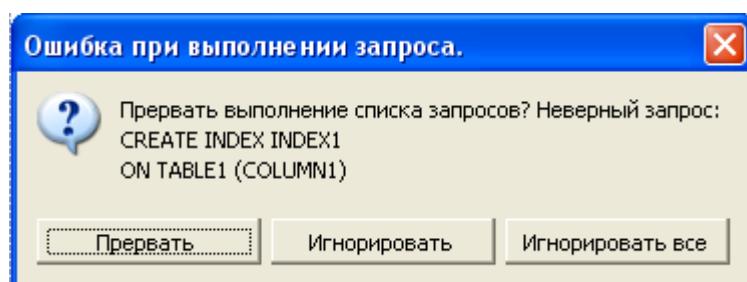 Ошибка при выполнении запроса.
Прервать выполнение списка запросов? Неверный запрос:
CREATE INDEX INDEX1
ON TABLE1 (COLUMN1)
Прервать
Игнорировать
Игнорировать все